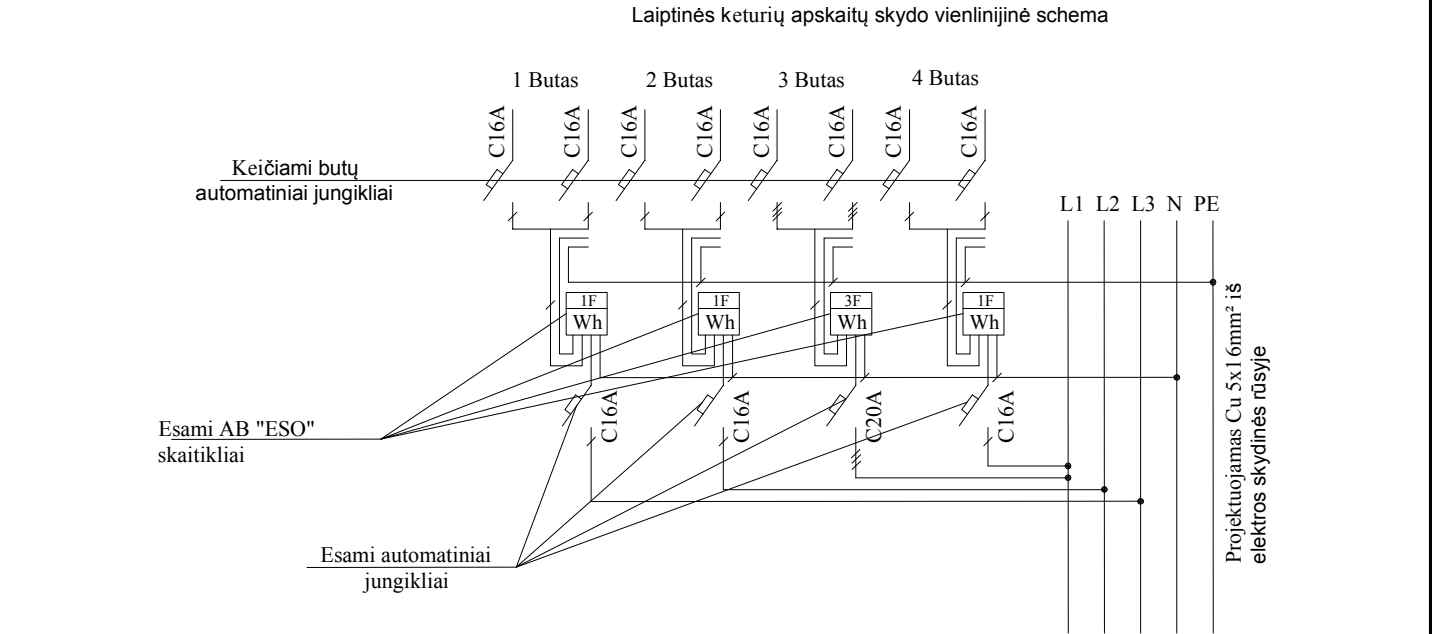 Laiptinės keturių apskaitų skydo vienlinijinė schema
1 Butas
2 Butas
3 Butas
4 Butas
C16A
C16A
C16A
C16A
C16A
C16A
C16A
C16A
Keičiami butų
automatiniai jungikliai
L1 L2 L3 N PE
1F
Wh
1F
Wh
3F
Wh
1F
Wh
C16A
C16A
C20A
C16A
Esami AB "ESO"
skaitikliai
Esami automatiniai
jungikliai
Projektuojamas Cu 5x16mm² iš
elektros skydinės rūsyje